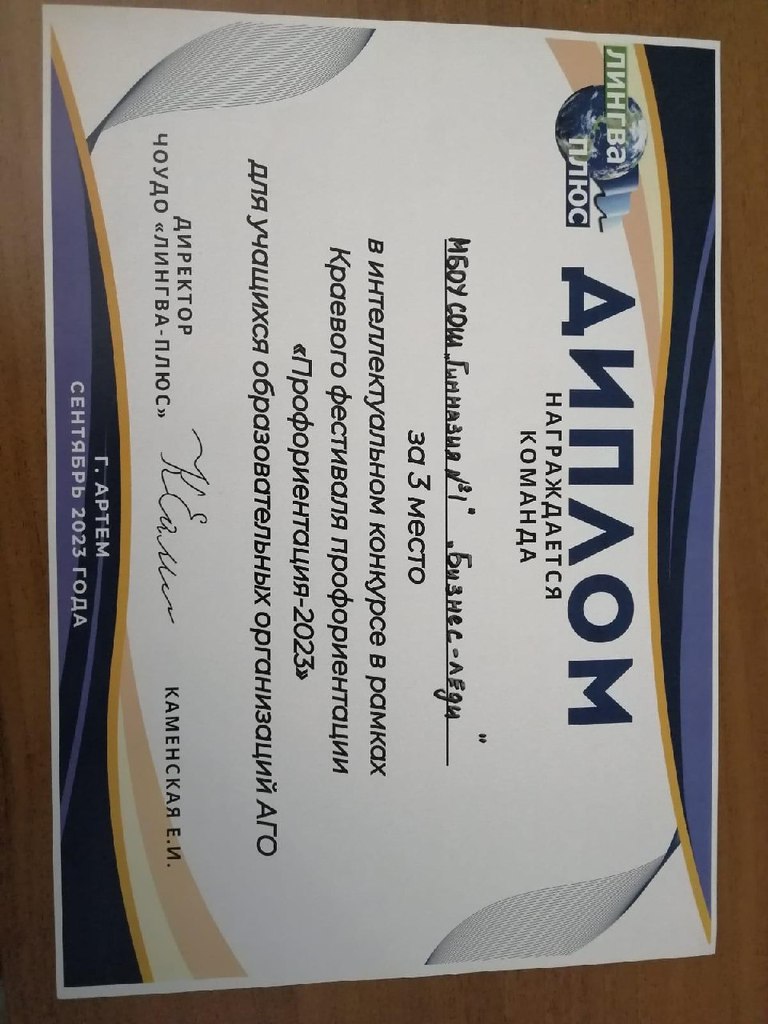 ЛИНГВА
ПЛЮС
ДИПЛОМ
НАГРАЖДАЕТСЯ
КОМАНДА
МБОУ СОШ „Гимназия №1“ „Бизнес-леди“
за 3 место
в интеллектуальном конкурсе в рамках
Краевого фестиваля профориентации
«Профориентация-2023»
для учащихся образовательных организаций АГО
ДИРЕКТОР
ЧОУДО «ЛИНГВА-ПЛЮС»
КАМЕНСКАЯ Е.И.
Г. АРТЕМ
СЕНТЯБРЬ 2023 ГОДА